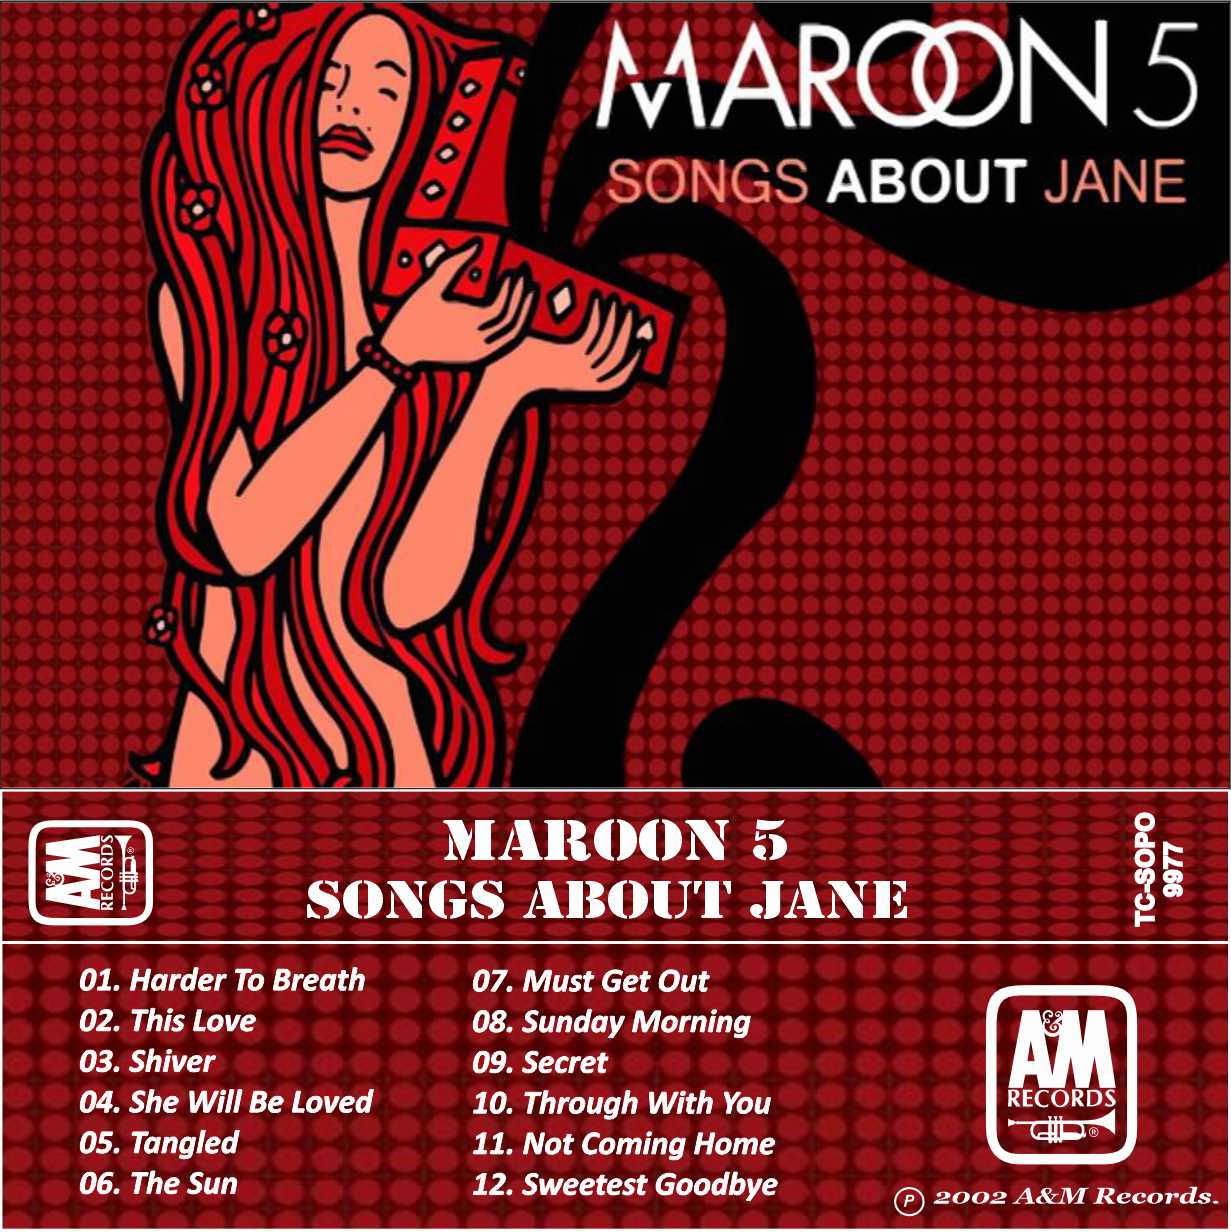 MAROON 5
SONGS ABOUT JANE
A&M
RECORDS
®
MAROON 5
SONGS ABOUT JANE
TC-SOPO
9977
01. Harder To Breath
02. This Love
03. Shiver
04. She Will Be Loved
05. Tangled
06. The Sun
07. Must Get Out
08. Sunday Morning
09. Secret
10. Through With You
11. Not Coming Home
12. Sweetest Goodbye
A&M
RECORDS
®
℗ 2002 A&M Records.